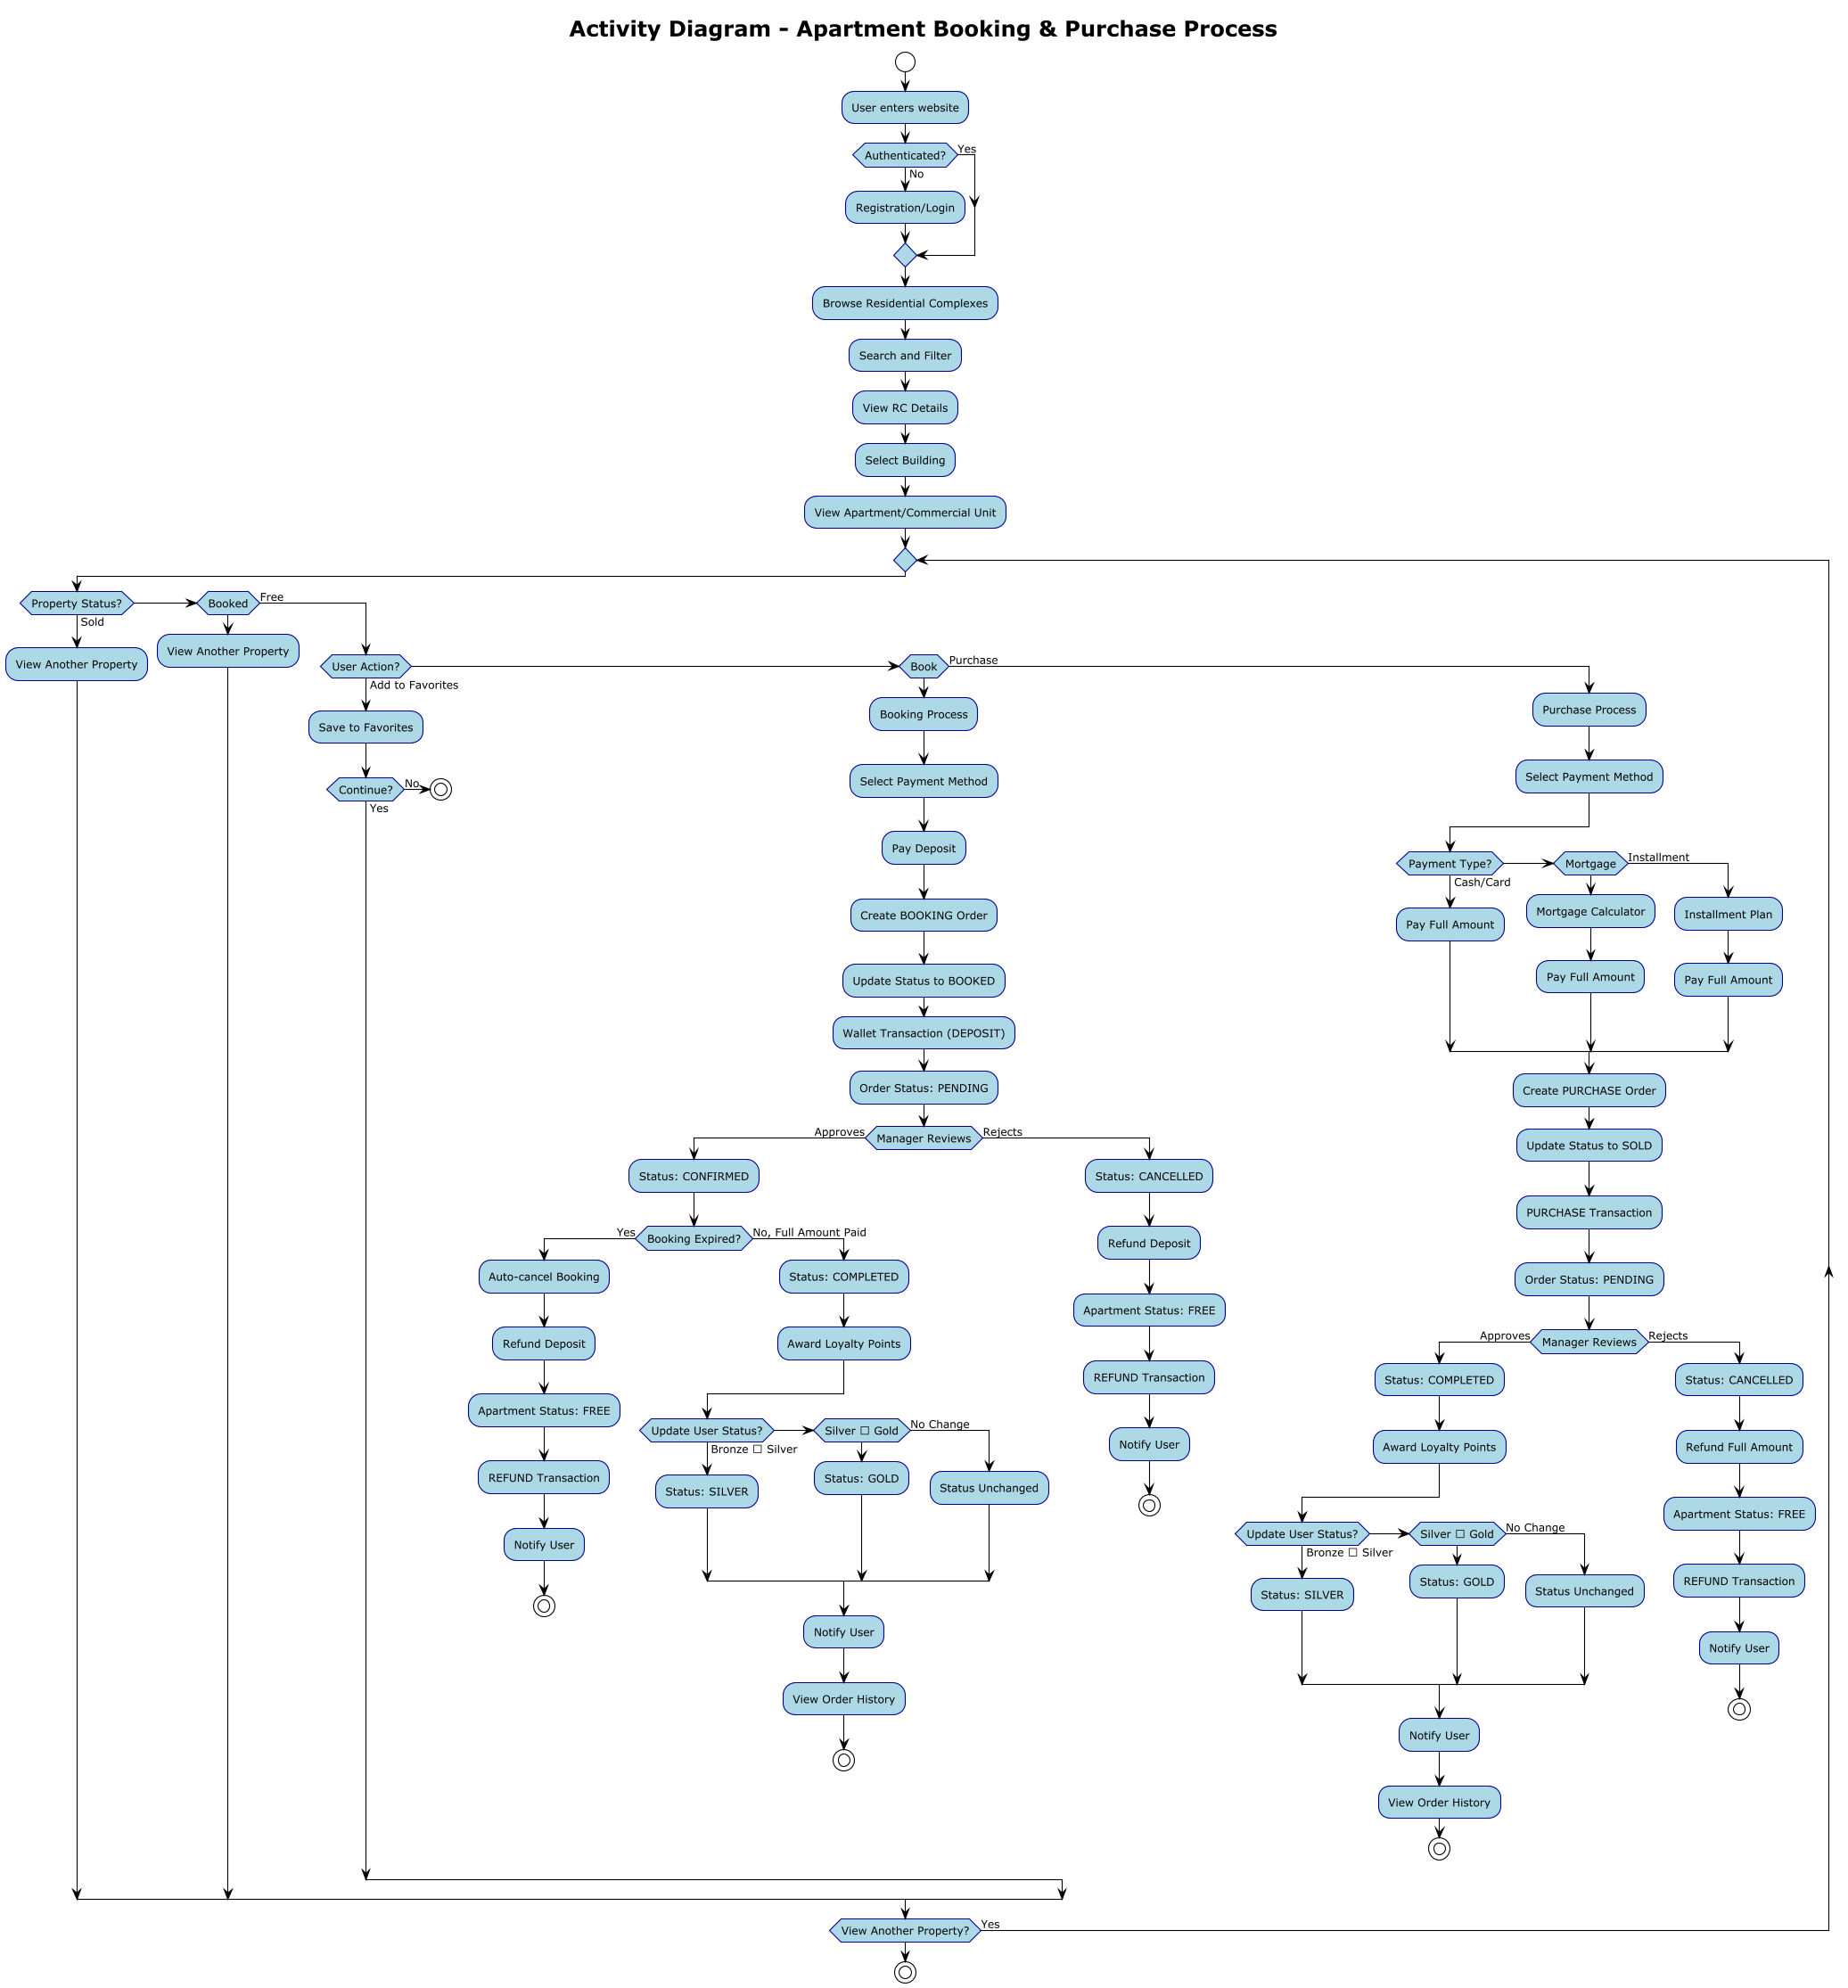 Activity Diagram - Apartment Booking & Purchase Process
User enters website
Authenticated?
Yes
No
Registration/Login
Browse Residential Complexes
Search and Filter
View RC Details
Select Building
View Apartment/Commercial Unit
Property Status?
Sold
View Another Property
Booked
Free
View Another Property
User Action?
Add to Favorites
Save to Favorites
Continue?
No
Yes
Book
Purchase
Booking Process
Select Payment Method
Pay Deposit
Create BOOKING Order
Update Status to BOOKED
Wallet Transaction (DEPOSIT)
Order Status: PENDING
Approves
Manager Reviews
Rejects
Status: CONFIRMED
Yes
Booking Expired?
No, Full Amount Paid
Auto-cancel Booking
Refund Deposit
Apartment Status: FREE
REFUND Transaction
Notify User
Status: COMPLETED
Award Loyalty Points
Update User Status?
Bronze □ Silver
Status: SILVER
Silver □ Gold
No Change
Status: GOLD
Status Unchanged
Notify User
View Order History
Status: CANCELLED
Refund Deposit
Apartment Status: FREE
REFUND Transaction
Notify User
Purchase Process
Select Payment Method
Payment Type?
Cash/Card
Pay Full Amount
Mortgage
Installment
Mortgage Calculator
Pay Full Amount
Installment Plan
Pay Full Amount
Create PURCHASE Order
Update Status to SOLD
PURCHASE Transaction
Order Status: PENDING
Approves
Manager Reviews
Rejects
Status: COMPLETED
Award Loyalty Points
Update User Status?
Bronze □ Silver
Status: SILVER
Silver □ Gold
No Change
Status: GOLD
Status Unchanged
Notify User
View Order History
Status: CANCELLED
Refund Full Amount
Apartment Status: FREE
REFUND Transaction
Notify User
View Another Property?
Yes